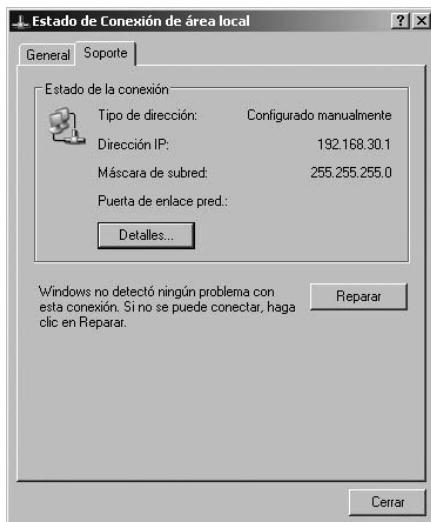 Estado de Conexión de área local
General
Soporte
Estado de la conexión
Tipo de dirección: Configurado manualmente
Dirección IP: 192.168.30.1
Máscara de subred: 255.255.255.0
Puerta de enlace pred.:
Detalles...
Windows no detectó ningún problema con
esta conexión. Si no se puede conectar, haga
clic en Reparar.
Reparar
Cerrar